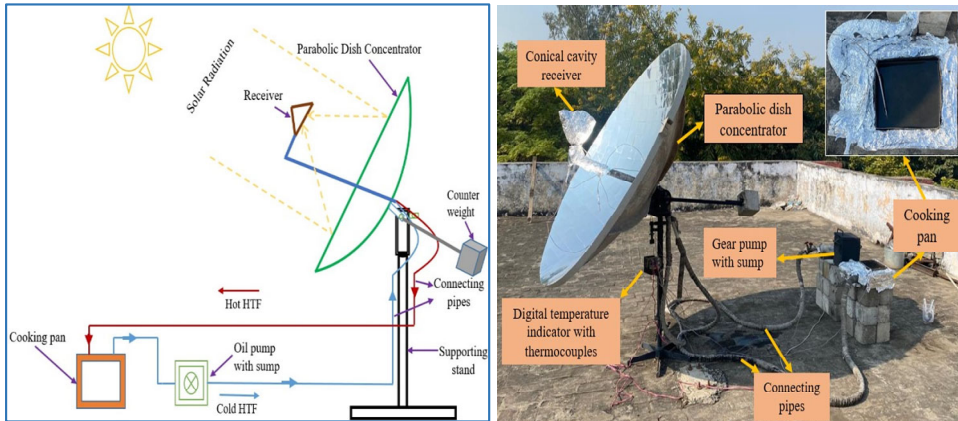 Solar Radiation
Parabolic Dish Concentrator
Receiver
Counter
weight
Connecting
pipes
Hot HTF
Cooking pan
Oil pump
with sump
Cold HTF
Supporting
stand
Conical cavity
receiver
Parabolic dish
concentrator
Cooking
pan
Gear pump
with sump
Digital temperature
indicator with
thermocouples
Connecting
pipes